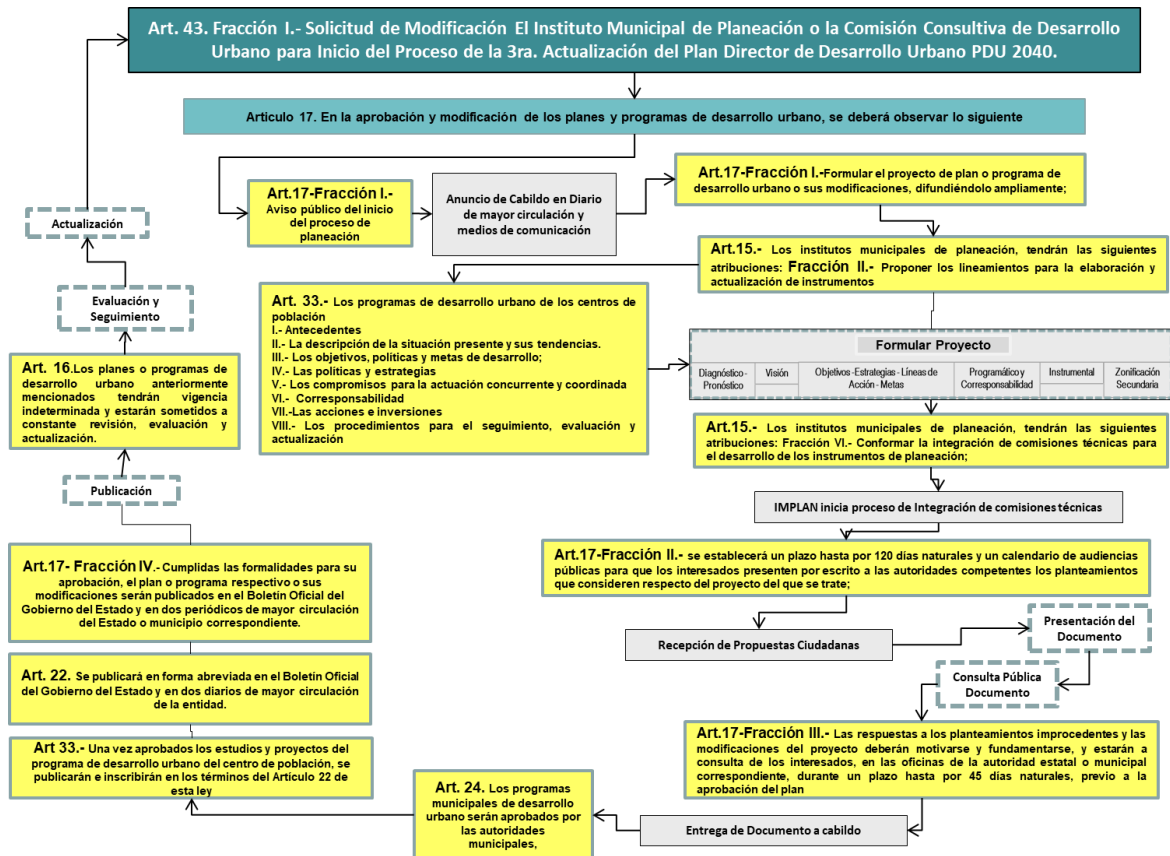 Art. 43. Fracción I.- Solicitud de Modificación El Instituto Municipal de Planeación o la Comisión Consultiva de Desarrollo
Urbano para Inicio del Proceso de la 3ra. Actualización del Plan Director de Desarrollo Urbano PDU 2040.
Articulo 17. En la aprobación y modificación de los planes y programas de desarrollo urbano, se deberá observar lo siguiente
Art.17-Fracción I.-
Aviso público del inicio
del proceso de
planeación
Anuncio de Cabildo en Diario
de mayor circulación y
medios de comunicación
Art.17-Fracción I.-Formular el proyecto de plan o programa de
desarrollo urbano o sus modificaciones, difundiéndolo ampliamente;
Art.15.- Los institutos municipales de planeación, tendrán las siguientes
atribuciones: Fracción II.- Proponer los lineamientos para la elaboración y
actualización de instrumentos
Art. 33.- Los programas de desarrollo urbano de los centros de
población
I.- Antecedentes
II.- La descripción de la situación presente y sus tendencias.
III.- Los objetivos, políticas y metas de desarrollo;
IV.- Las políticas y estrategias
V.- Los compromisos para la actuación concurrente y coordinada
VI.- Corresponsabilidad
VII.-Las acciones e inversiones
VIII.- Los procedimientos para el seguimiento, evaluación y
actualización
Formular Proyecto
Diagnóstico -
Pronóstico
Visión
Objetivos -Estrategias - Líneas de
Acción - Metas
Programático y
Corresponsabilidad
Instrumental
Zonificación
Secundaria
Art.15.- Los institutos municipales de planeación, tendrán las siguientes
atribuciones: Fracción VI.- Conformar la integración de comisiones técnicas para
el desarrollo de los instrumentos de planeación;
IMPLAN inicia proceso de Integración de comisiones técnicas
Art.17-Fracción II.- se establecerá un plazo hasta por 120 días naturales y un calendario de audiencias
públicas para que los interesados presenten por escrito a las autoridades competentes los planteamientos
que consideren respecto del proyecto del que se trate;
Recepción de Propuestas Ciudadanas
Presentación del
Documento
Consulta Pública
Documento
Art.17-Fracción III.- Las respuestas a los planteamientos improcedentes y las
modificaciones del proyecto deberán motivarse y fundamentarse, y estarán a
consulta de los interesados, en las oficinas de la autoridad estatal o municipal
correspondiente, durante un plazo hasta por 45 días naturales, previo a la
aprobación del plan
Entrega de Documento a cabildo
Art. 24. Los programas
municipales de desarrollo
urbano serán aprobados por
las autoridades municipales,
Art 33.- Una vez aprobados los estudios y proyectos del
programa de desarrollo urbano del centro de población, se
publicarán e inscribirán en los términos del Artículo 22 de
esta ley
Art. 22. Se publicará en forma abreviada en el Boletín Oficial
del Gobierno del Estado y en dos diarios de mayor circulación
de la entidad.
Art.17- Fracción IV.- Cumplidas las formalidades para su
aprobación, el plan o programa respectivo o sus
modificaciones serán publicados en el Boletín Oficial del
Gobierno del Estado y en dos periódicos de mayor circulación
del Estado o municipio correspondiente.
Publicación
Art. 16.Los planes o programas de
desarrollo urbano anteriormente
mencionados tendrán vigencia
indeterminada y estarán sometidos a
constante revisión, evaluación y
actualización.
Evaluación y
Seguimiento
Actualización